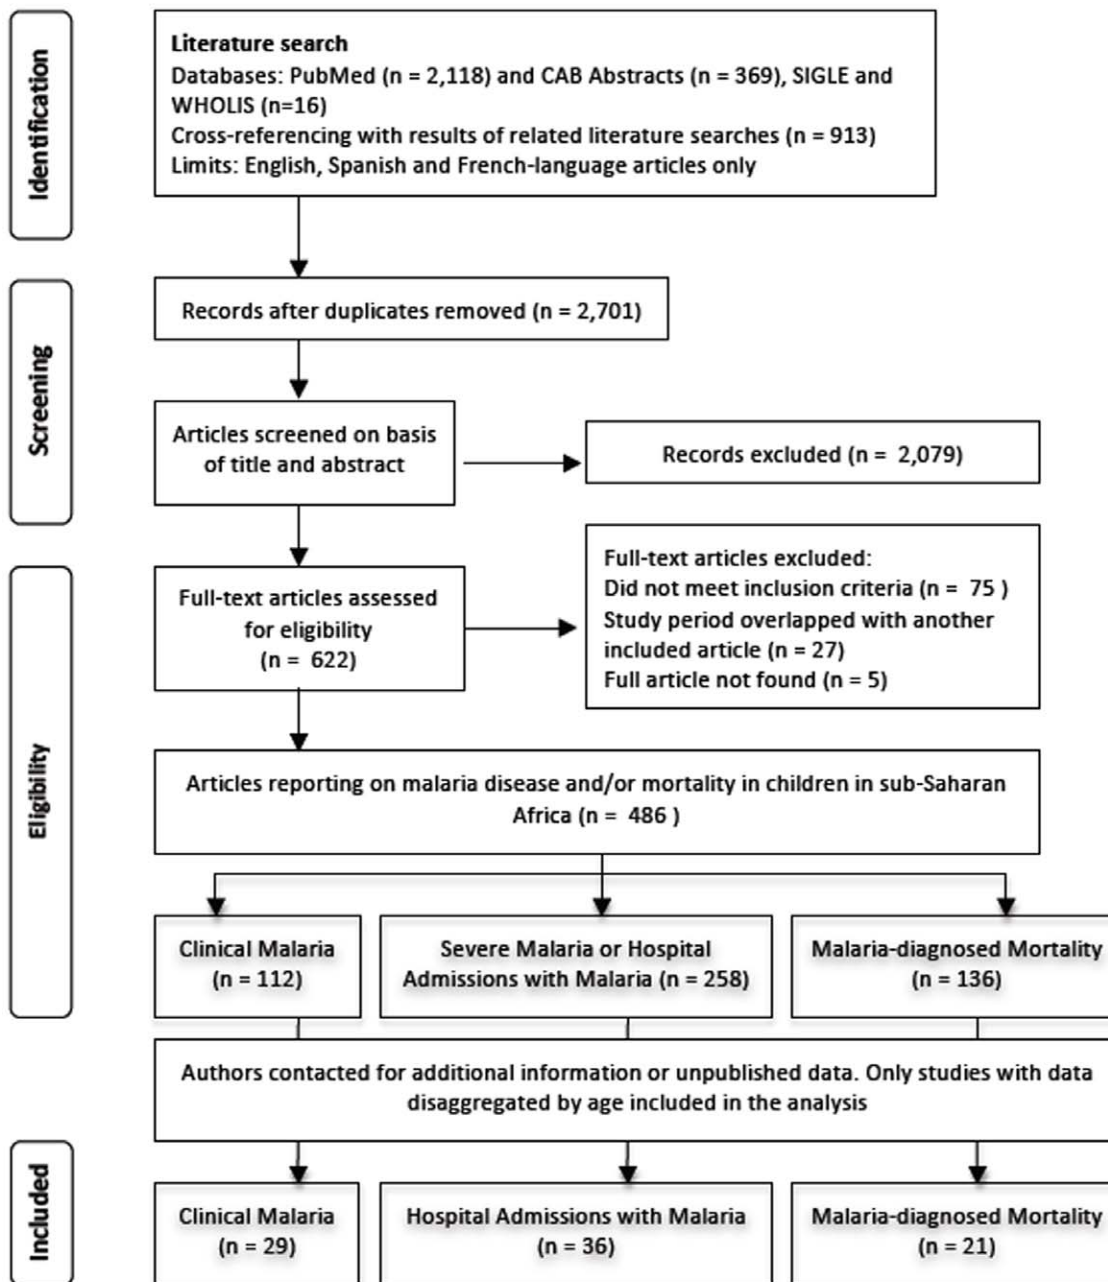 Identification
Literature search
Databases: PubMed (n = 2,118) and CAB Abstracts (n = 369), SIGLE and
WHOLIS (n=16)
Cross-referencing with results of related literature searches (n = 913)
Limits: English, Spanish and French-language articles only
Screening
Records after duplicates removed (n = 2,701)
Articles screened on basis
of title and abstract
Records excluded (n =  2,079)
Eligibility
Full-text articles assessed
for eligibility
(n =  622)
Full-text articles excluded:
Did not meet inclusion criteria (n =  75 )
Study period overlapped with another
included article (n = 27)
Full article not found (n = 5)
Articles reporting on malaria disease and/or mortality in children in sub-Saharan
Africa (n =  486 )
Clinical Malaria
(n = 112)
Severe Malaria or Hospital
Admissions with Malaria (n = 258)
Malaria-diagnosed Mortality
(n = 136)
Authors contacted for additional information or unpublished data. Only studies with data
disaggregated by age included in the analysis
Included
Clinical Malaria
(n = 29)
Hospital Admissions with Malaria
(n = 36)
Malaria-diagnosed Mortality
(n = 21)